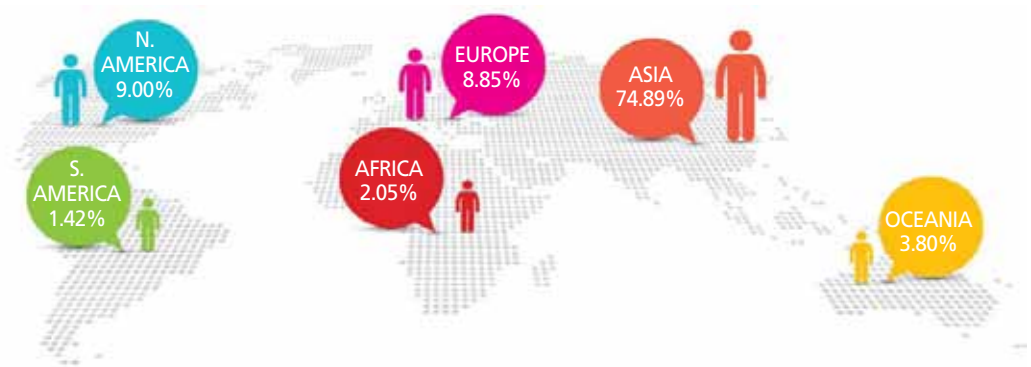 N.
AMERICA
9.00%
EUROPE
8.85%
ASIA
74.89%
S.
AMERICA
1.42%
AFRICA
2.05%
OCEANIA
3.80%